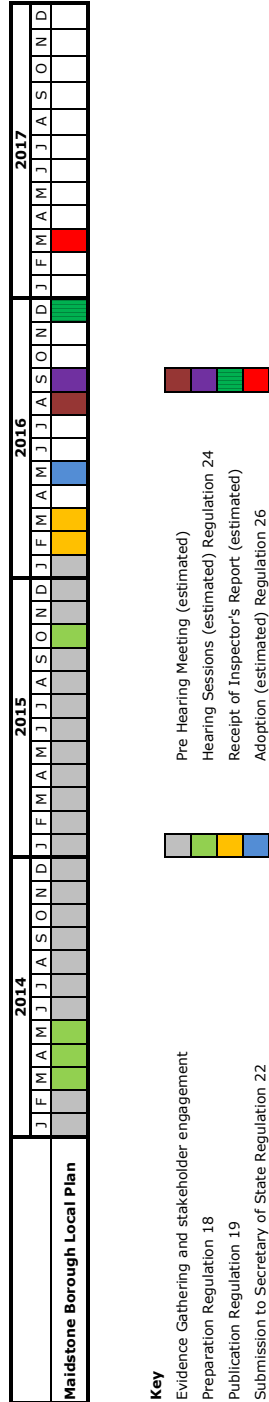 2014 2015 2016 2017
J F M A M J J A S O N D J F M A M J J A S O N D J F M A M J J A S O N D J F M A M J J A S O N D
Maidstone Borough Local Plan
Key
Evidence Gathering and stakeholder engagement
Preparation Regulation 18
Publication Regulation 19
Submission to Secretary of State Regulation 22
Pre Hearing Meeting (estimated)
Hearing Sessions (estimated) Regulation 24
Receipt of Inspector's Report (estimated)
Adoption (estimated) Regulation 26